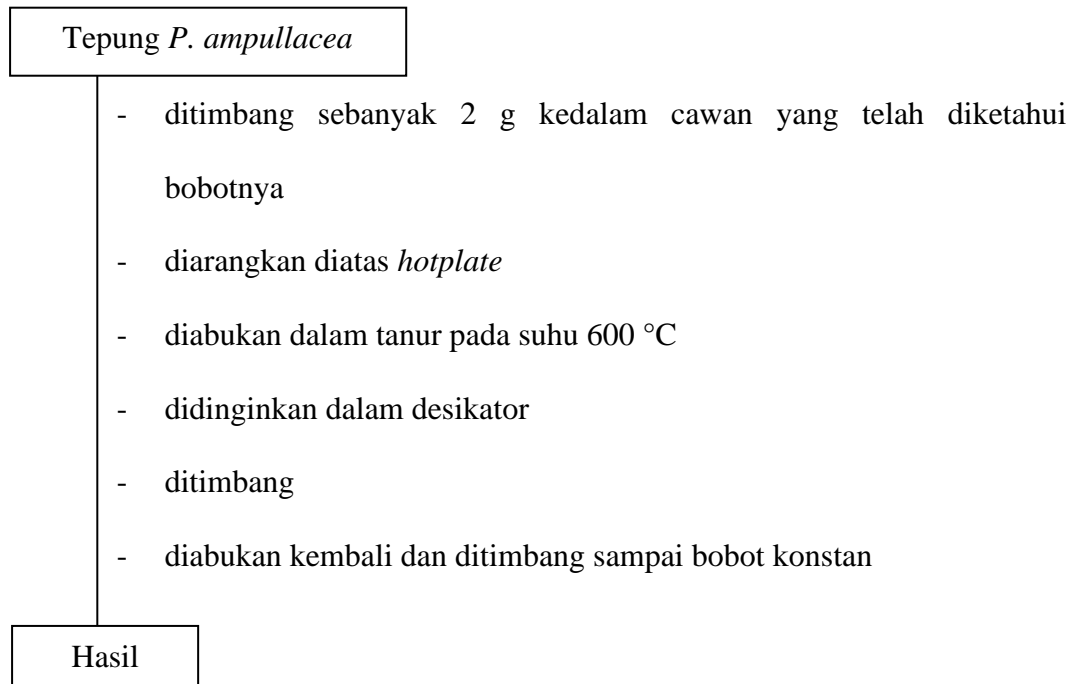 Tepung P. ampullacea
- ditimbang sebanyak 2 g kedalam cawan yang telah diketahui
bobotnya
- diarangkan diatas hotplate
- diabukan dalam tanur pada suhu 600 °C
- didinginkan dalam desikator
- ditimbang
- diabukan kembali dan ditimbang sampai bobot konstan
Hasil